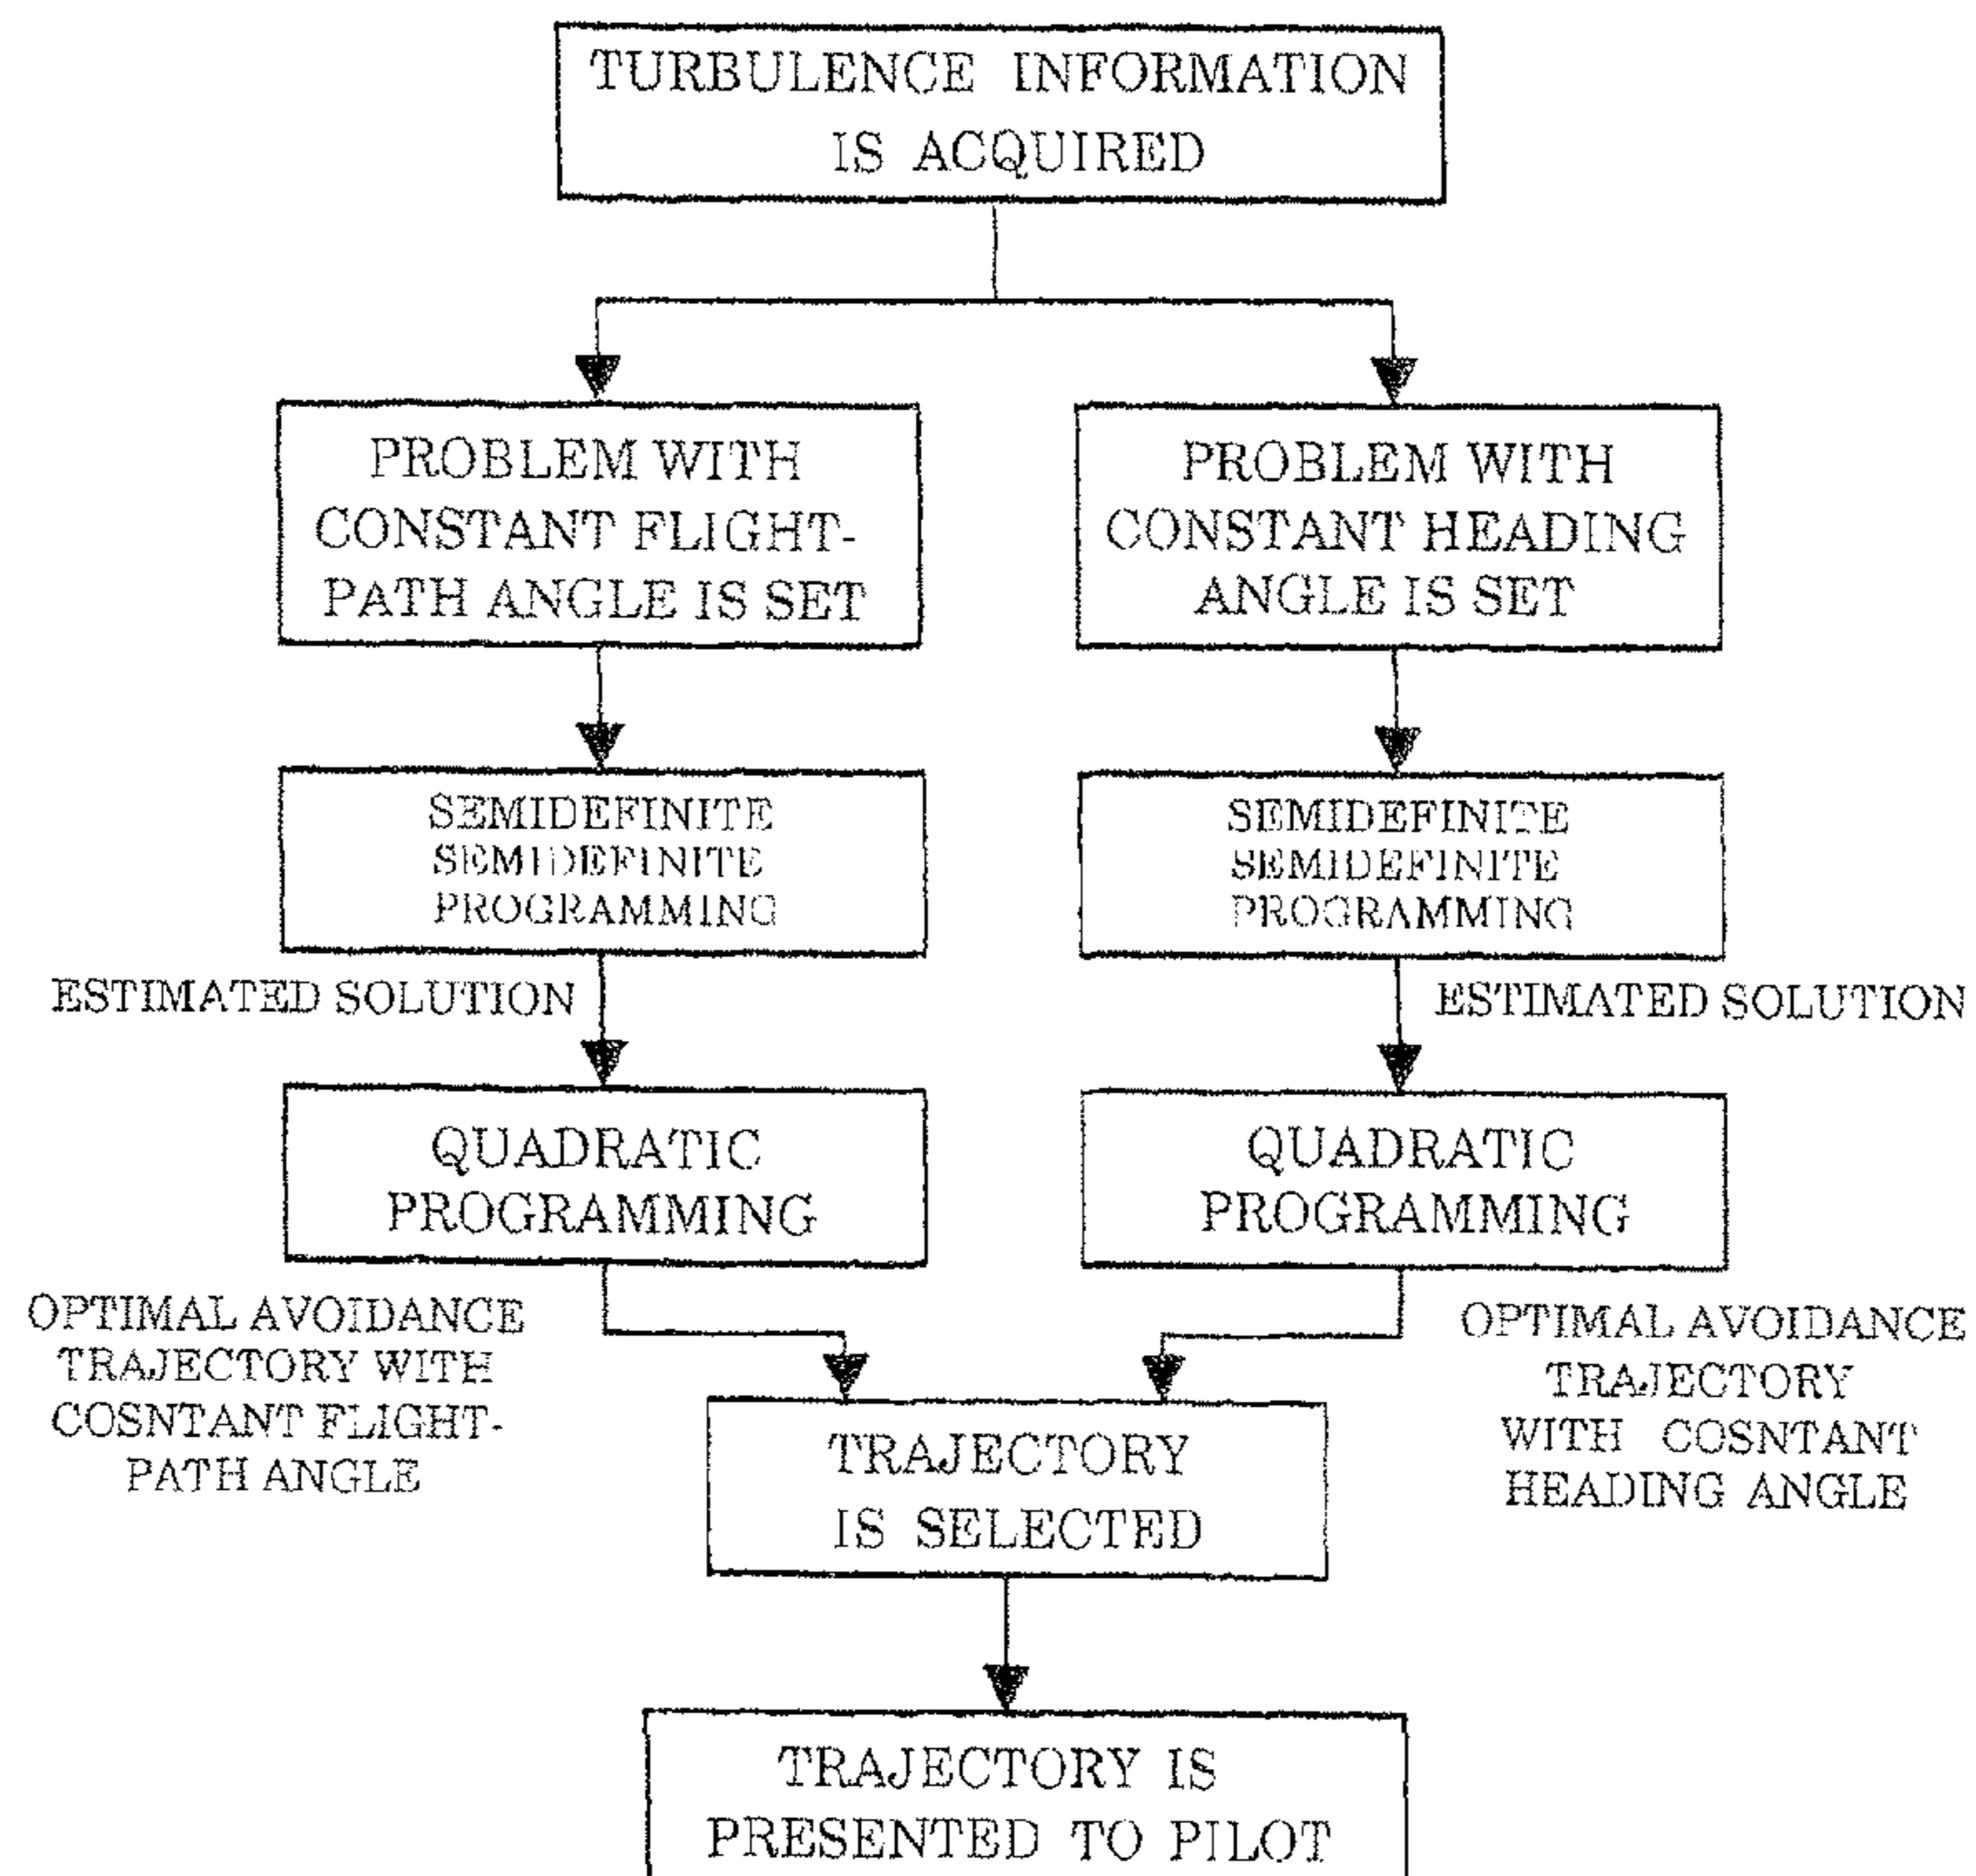 TURBULENCE INFORMATION
IS ACQUIRED
PROBLEM WITH
CONSTANT FLIGHT-
PATH ANGLE IS SET
PROBLEM WITH
CONSTANT HEADING
ANGLE IS SET
SEMIDEFINITE
SEMIDEFINITE
PROGRAMMING
SEMIDEFINITE
SEMIDEFINITE
PROGRAMMING
ESTIMATED SOLUTION
ESTIMATED SOLUTION
QUADRATIC
PROGRAMMING
QUADRATIC
PROGRAMMING
OPTIMAL AVOIDANCE
TRAJECTORY WITH
COSNTANT FLIGHT-
PATH ANGLE
OPTIMAL AVOIDANCE
TRAJECTORY
WITH COSNTANT
HEADING ANGLE
TRAJECTORY
IS SELECTED
TRAJECTORY IS
PRESENTED TO PILOT